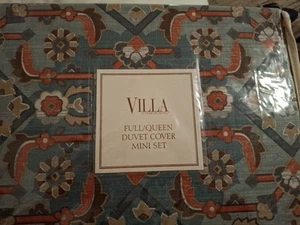 VILLA
FULL/QUEEN
DUVET COVER
MINI SET